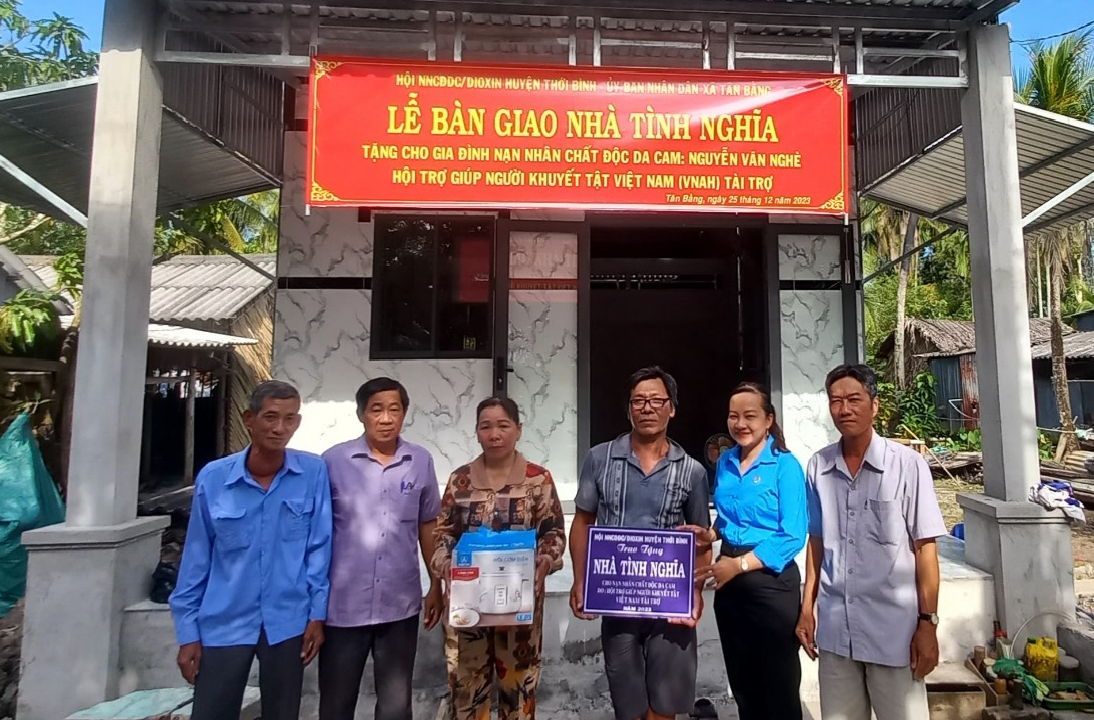 HỘI NNCĐDC/DIOXIN HUYỆN THỚI BÌNH - ỦY BAN NHÂN DÂN XÃ TÂN BẰNG
LỄ BÀN GIAO NHÀ TÌNH NGHĨA
TẶNG CHO GIA ĐÌNH NẠN NHÂN CHẤT ĐỘC DA CAM: NGUYỄN VĂN NGHÈ
HỘI TRỢ GIÚP NGƯỜI KHUYẾT TẬT VIỆT NAM (VNAH) TÀI TRỢ
Tân Bằng, ngày 25 tháng 12 năm 2023
HỘI NNCĐDC/DIOXIN HUYỆN THỚI BÌNH
Trao Tặng
NHÀ TÌNH NGHĨA
CHO NẠN NHÂN CHẤT ĐỘC DA CAM
DO: HỘI TRỢ GIÚP NGƯỜI KHUYẾT TẬT
VIỆT NAM TÀI TRỢ
NĂM 2023